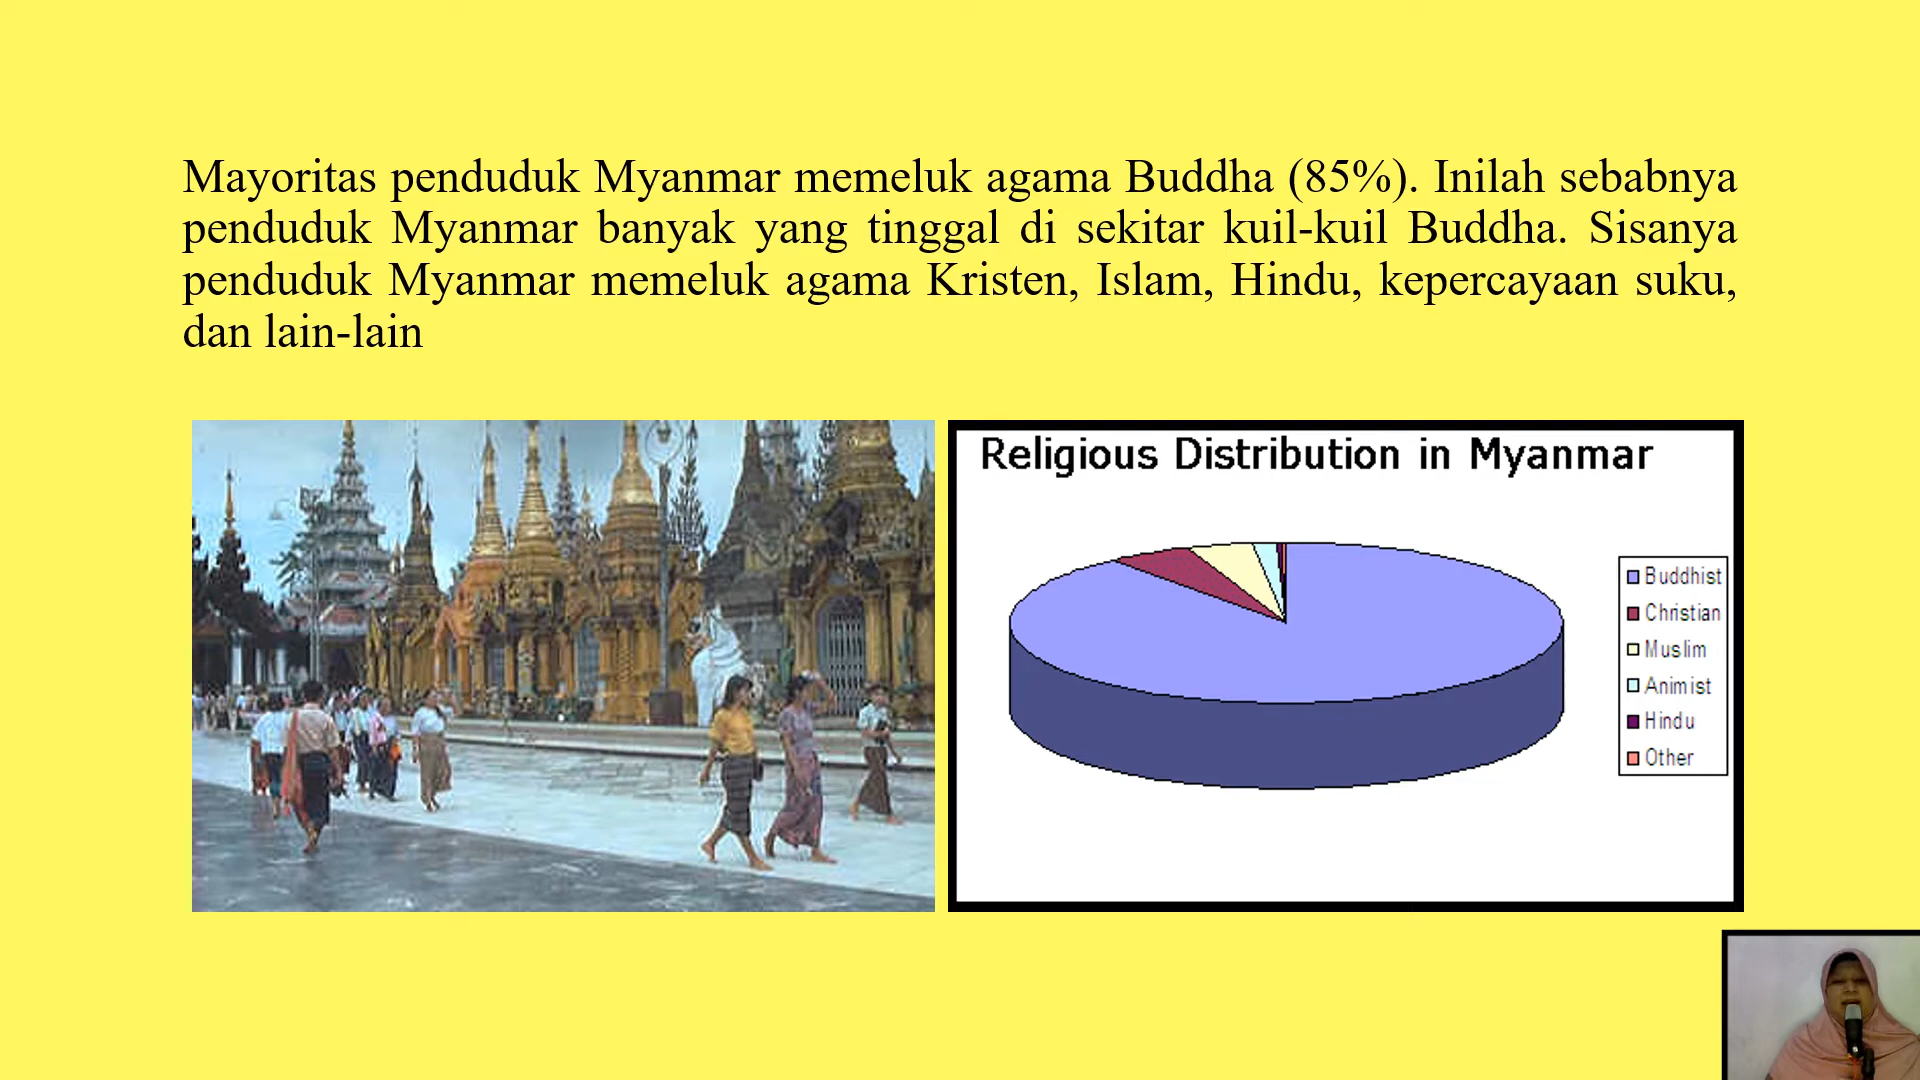 Mayoritas penduduk Myanmar memeluk agama Buddha (85%). Inilah sebabnya
penduduk Myanmar banyak yang tinggal di sekitar kuil-kuil Buddha. Sisanya
penduduk Myanmar memeluk agama Kristen, Islam, Hindu, kepercayaan suku,
dan lain-lain
Religious Distribution in Myanmar
Buddhist
Christian
Muslim
Animist
Hindu
Other